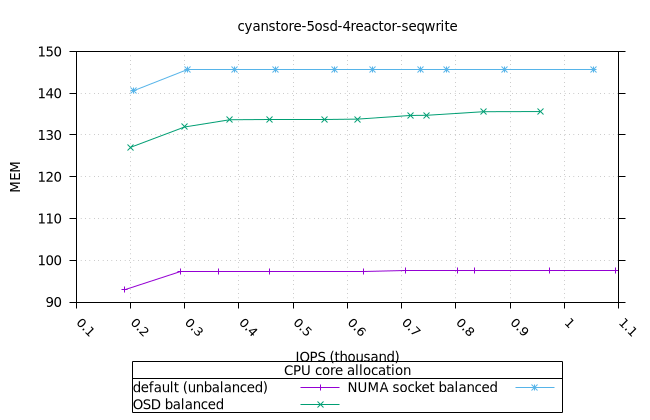 cyanstore-5osd-4reactor-seqwrite
150
140
130
120
110
100
90
MEM
0.1 0.2 0.3 0.4 0.5 0.6 0.7 0.8 0.9 1 1.1
IOPS (thousand)
CPU core allocation
default (unbalanced) NUMA socket balanced
OSD balanced